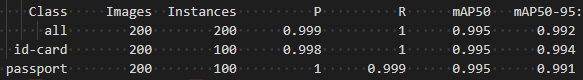 Class Images Instances P R mAP50 mAP50-95:
all 200 200 0.999 1 0.995 0.992
id-card 200 100 0.998 1 0.995 0.994
passport 200 100 1 0.999 0.995 0.991